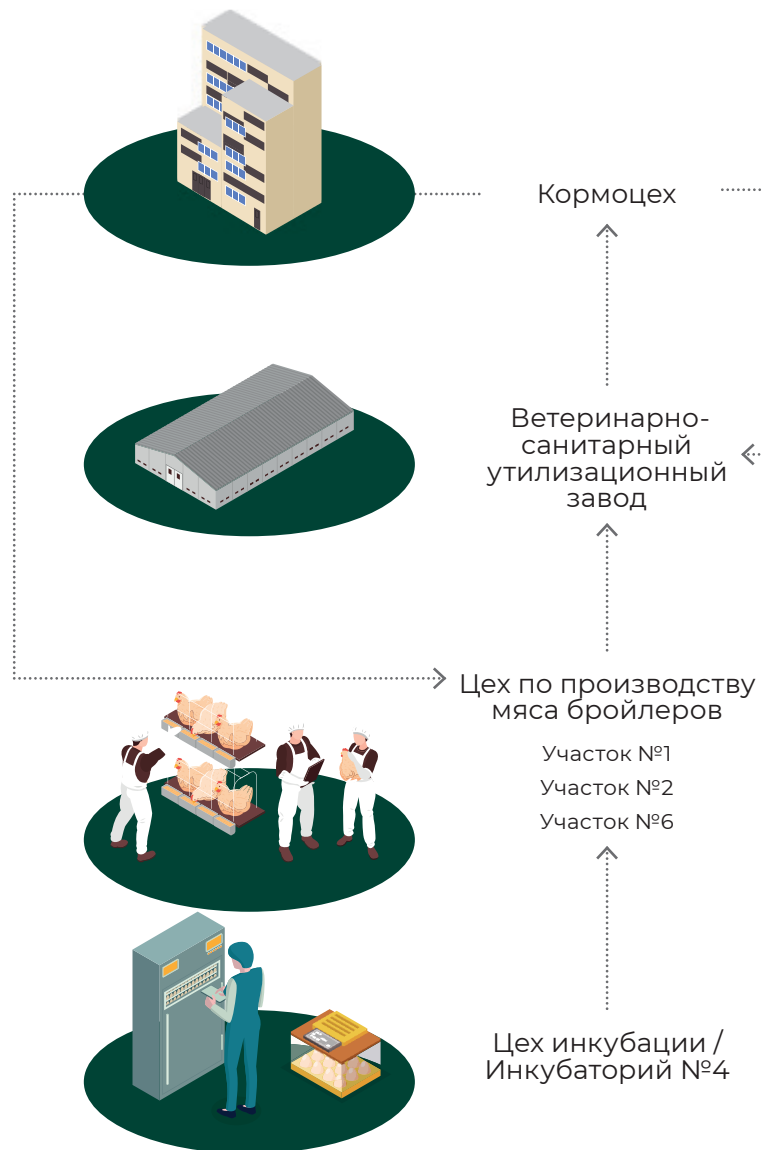 Кормоцех
Ветеринарно-
санитарный
утилизационный
завод
Цех по производству
мяса бройлеров
Участок №1
Участок №2
Участок №6
Цех инкубации /
Инкубаторий №4